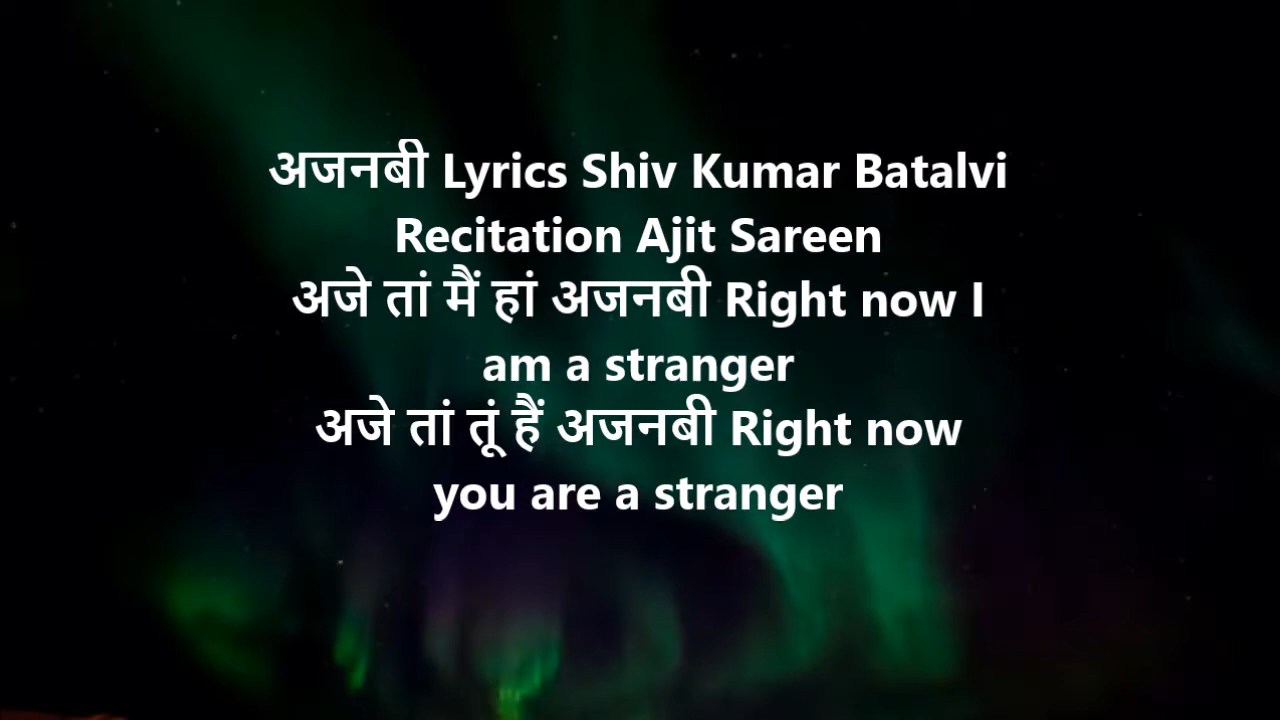 अजनबी Lyrics Shiv Kumar Batalvi
Recitation Ajit Sareen
अजे तां मैं हां अजनबी Right now I
am a stranger
अजे तां तूं हैं अजनबी Right now
you are a stranger